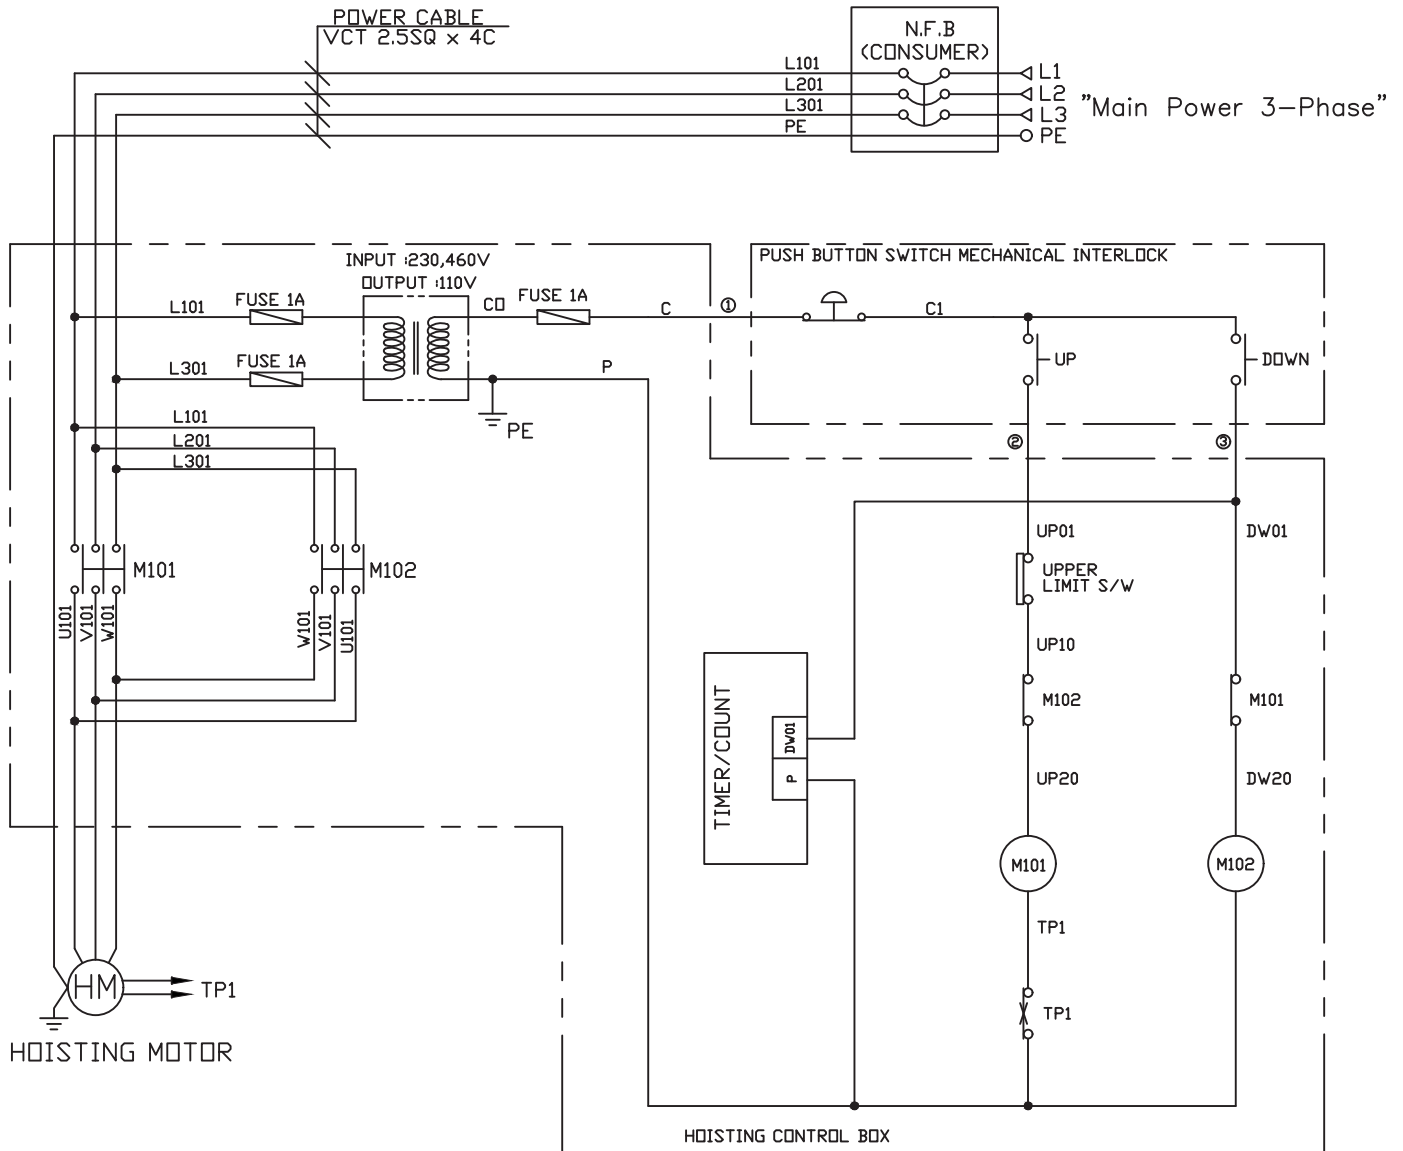 POWER CABLE
VCT 2.5SQ x 4C
N.F.B
(CONSUMER)
L101
L1
L201
L2
L301
L3
PE
PE
"Main Power 3-Phase"
INPUT :230,460V
OUTPUT :110V
PUSH BUTTON SWITCH MECHANICAL INTERLOCK
L101
FUSE 1A
CO
FUSE 1A
C
①
C1
UP
DOWN
L301
FUSE 1A
P
PE
L101
L201
L301
②
③
UP01
DW01
M101
M102
UPPER
LIMIT S/W
U101
V101
W101
W101
V101
U101
UP10
M102
M101
TIMER/COUNT
DW01
P
UP20
DW20
M101
M102
TP1
TP1
HM
TP1
HOISTING MOTOR
HOISTING CONTROL BOX